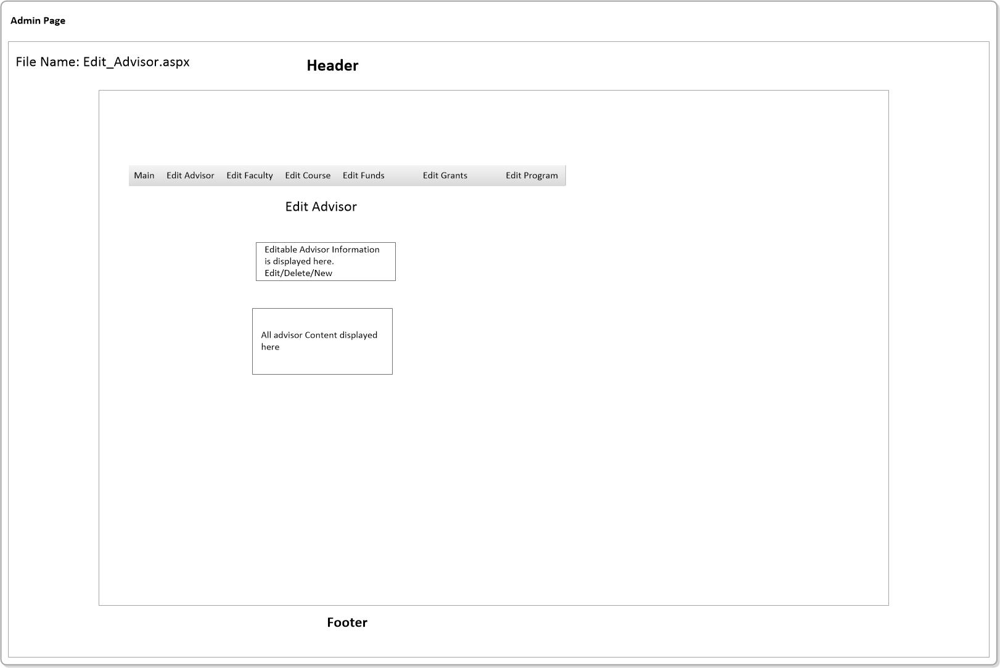 Admin Page
File Name: Edit_Advisor.aspx
Header
Main Edit Advisor Edit Faculty Edit Course Edit Funds Edit Grants Edit Program
Edit Advisor
Editable Advisor Information
is displayed here.
Edit/Delete/New
All advisor Content displayed
here
Footer